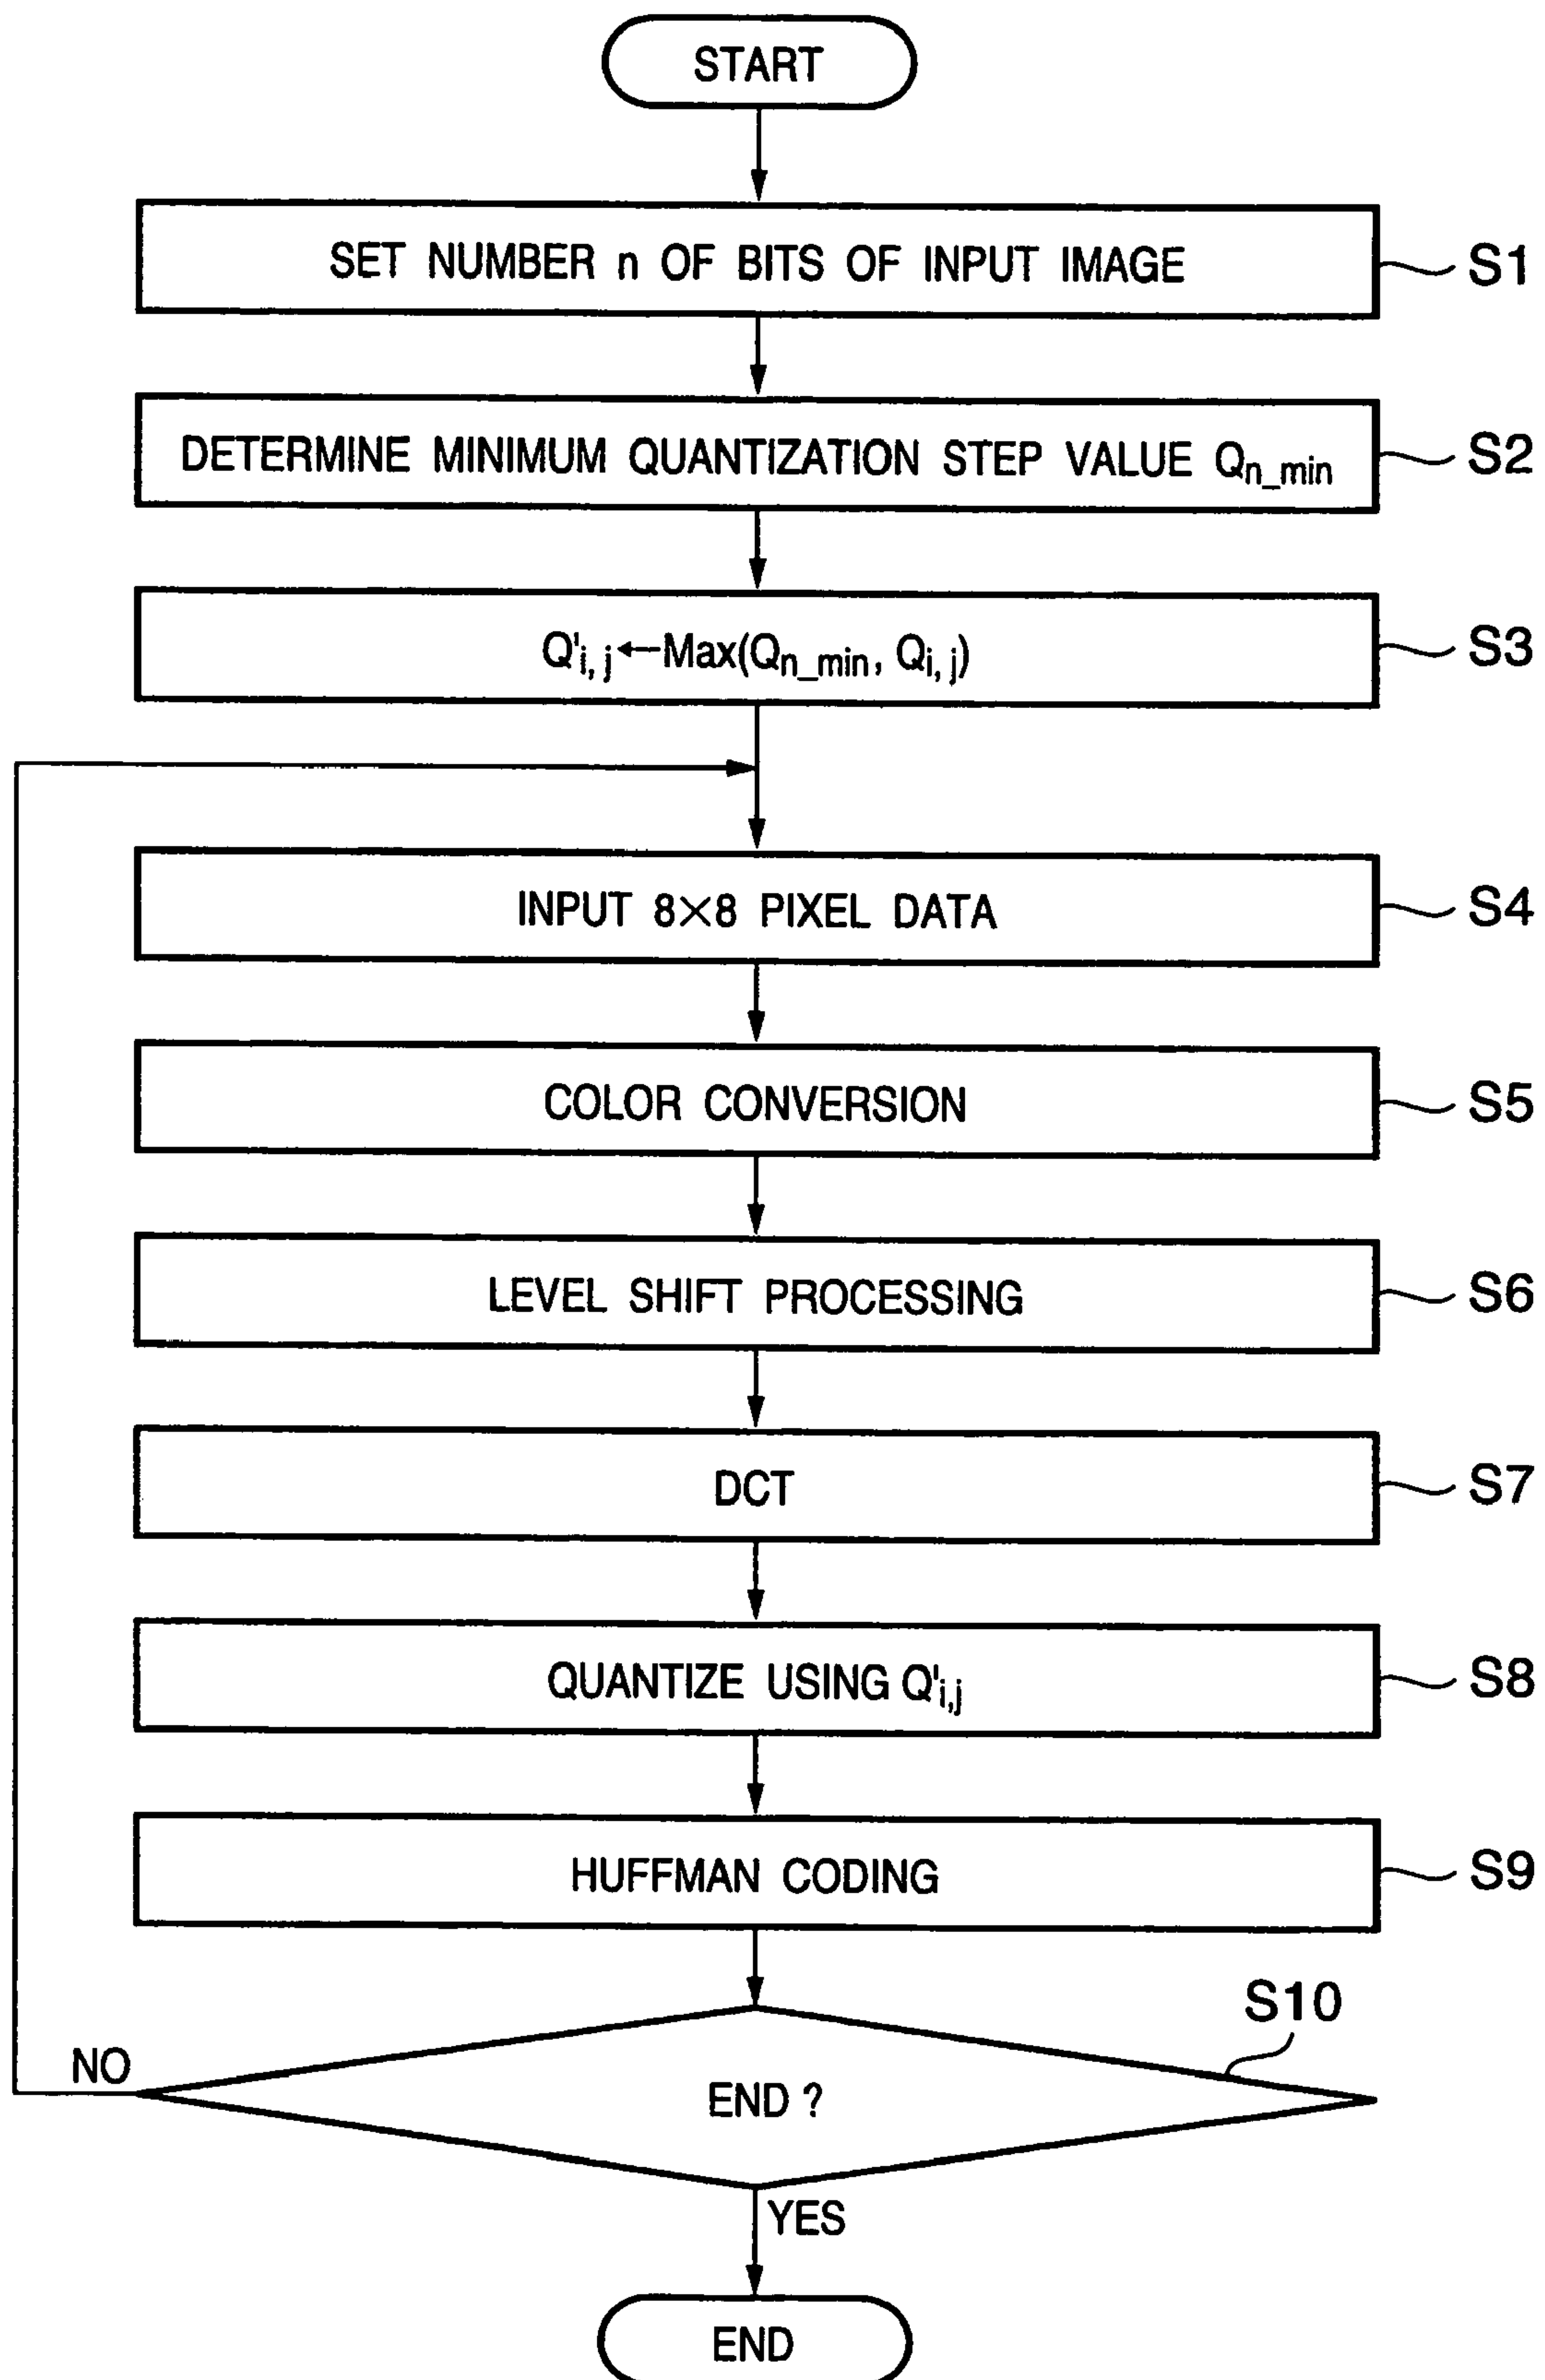 START
SET NUMBER n OF BITS OF INPUT IMAGE
S1
DETERMINE MINIMUM QUANTIZATION STEP VALUE Qn_min
S2
Q'i, j←Max(Qn_min, Qi, j)
S3
INPUT 8×8 PIXEL DATA
S4
COLOR CONVERSION
S5
LEVEL SHIFT PROCESSING
S6
DCT
S7
QUANTIZE USING Q'i,j
S8
HUFFMAN CODING
S9
S10
NO
END ?
YES
END